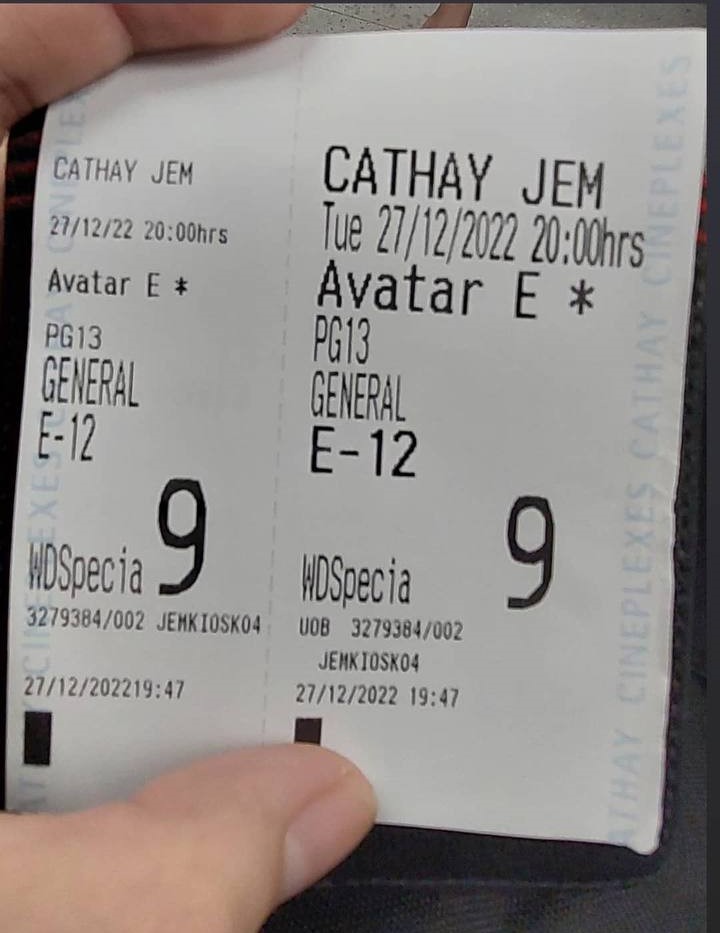 CATHAY JEM
27/12/22 20:00hrs
Avatar E *
PG13
GENERAL
E-12
9
WDSpecia
3279384/002 JEMKIOSK04
27/12/202219:47
CATHAY JEM
Tue 27/12/2022 20:00hrs
Avatar E *
PG13
GENERAL
E-12
9
WDSpecia
UOB 3279384/002
JEMKIOSK04
27/12/2022 19:47
ATHAY CINEPLEXES CATHAY CINEPLEXES